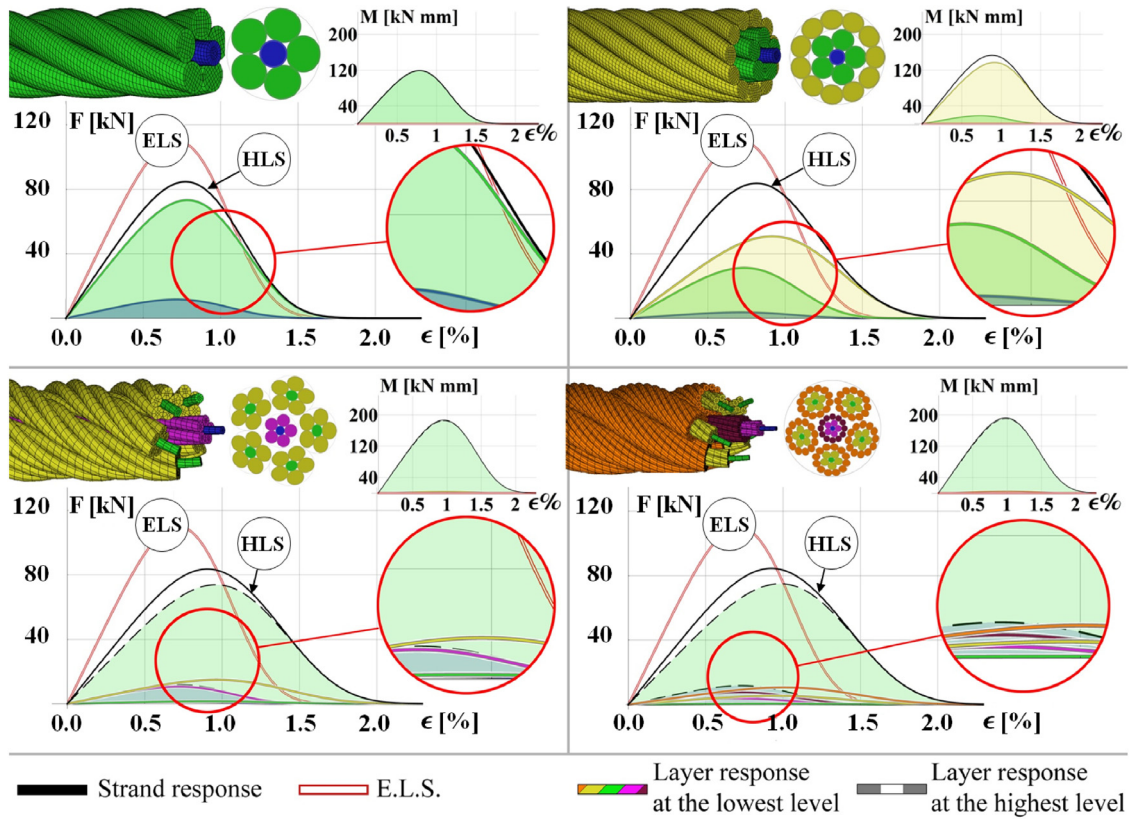 M [kN mm]
200
120
40
0.5 1 1.5 2 ϵ%
120 F [kN]
ELS
HLS
80
40
0.0 0.5 1.0 1.5 2.0 ϵ [%]
M [kN mm]
200
120
40
0.5 1 1.5 2 ϵ%
120 F [kN]
ELS
HLS
80
40
0.0 0.5 1.0 1.5 2.0 ϵ [%]
M [kN mm]
200
120
40
0.5 1 1.5 2 ϵ%
120 F [kN]
ELS
HLS
80
40
0.0 0.5 1.0 1.5 2.0 ϵ [%]
M [kN mm]
200
120
40
0.5 1 1.5 2 ϵ%
120 F [kN]
ELS
HLS
80
40
0.0 0.5 1.0 1.5 2.0 ϵ [%]
Strand response
E.L.S.
Layer response
at the lowest level
Layer response
at the highest level